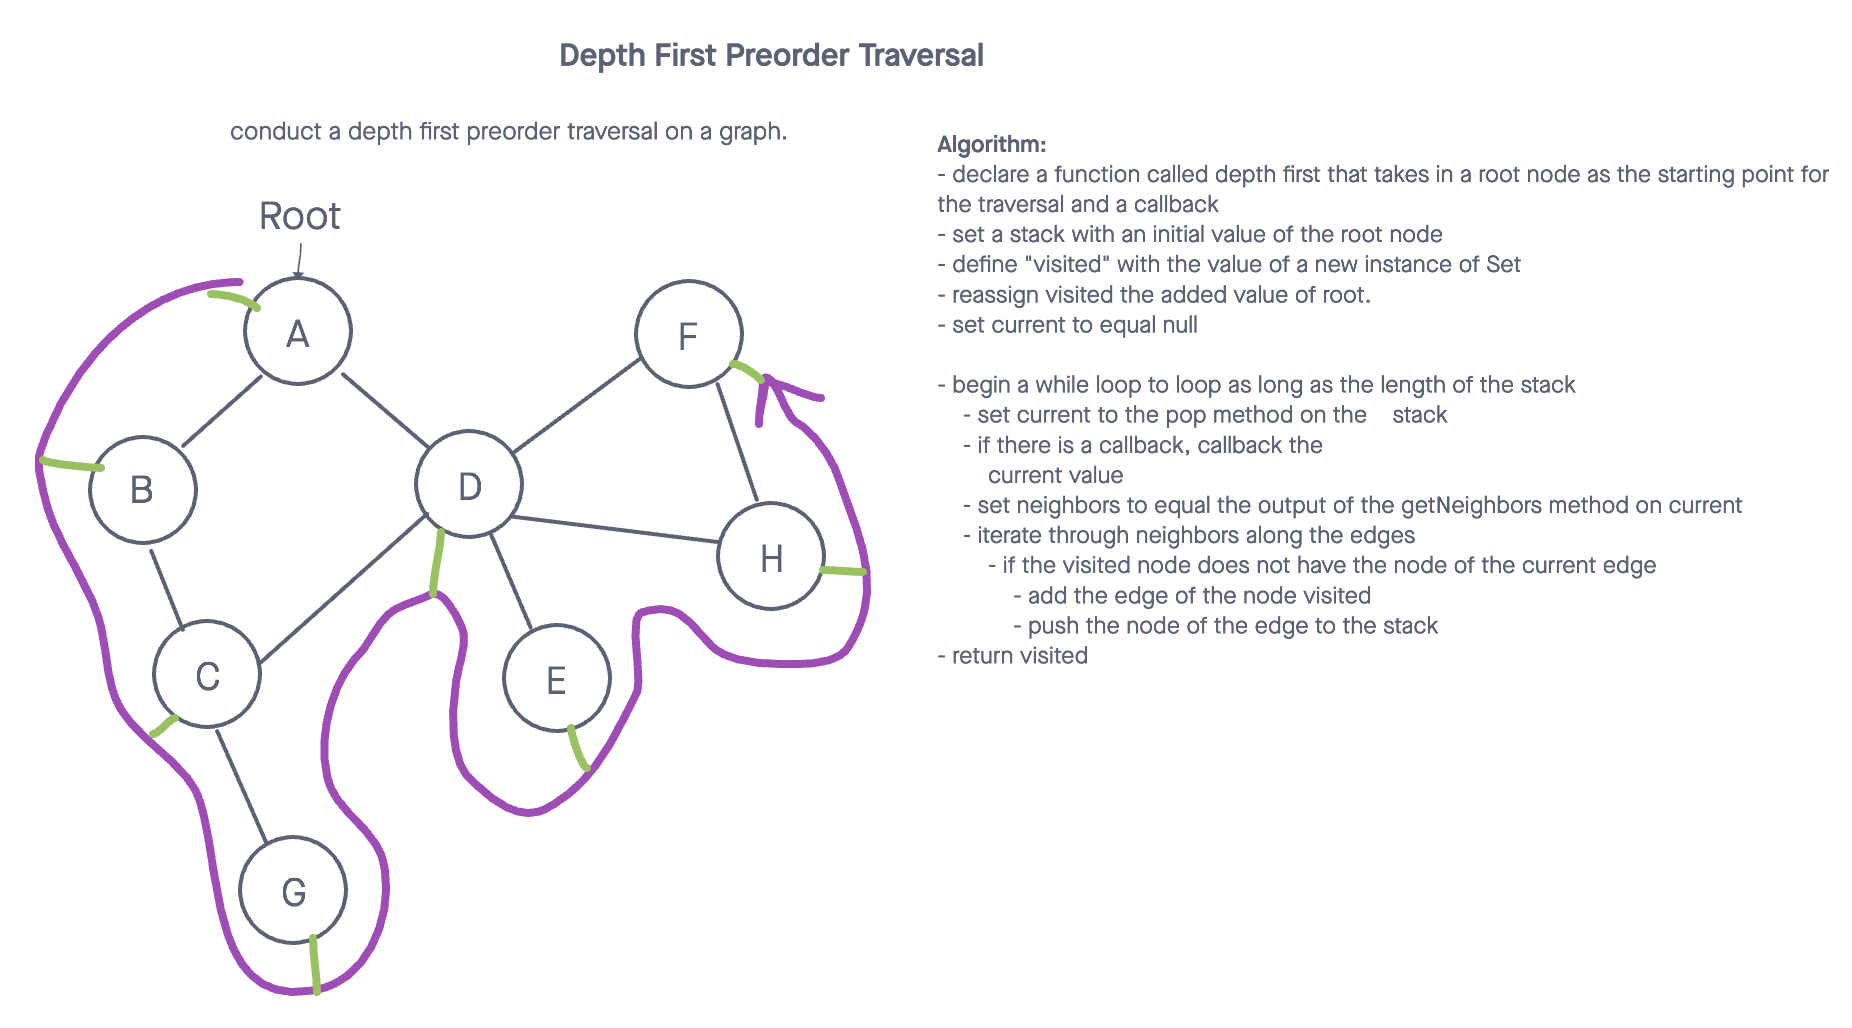 Depth First Preorder Traversal
conduct a depth first preorder traversal on a graph.
Root
A
B
C
D
E
F
G
H
Algorithm:
- declare a function called depth first that takes in a root node as the starting point for
the traversal and a callback
- set a stack with an initial value of the root node
- define "visited" with the value of a new instance of Set
- reassign visited the added value of root.
- set current to equal null
- begin a while loop to loop as long as the length of the stack
- set current to the pop method on the stack
- if there is a callback, callback the
current value
- set neighbors to equal the output of the getNeighbors method on current
- iterate through neighbors along the edges
- if the visited node does not have the node of the current edge
- add the edge of the node visited
- push the node of the edge to the stack
- return visited